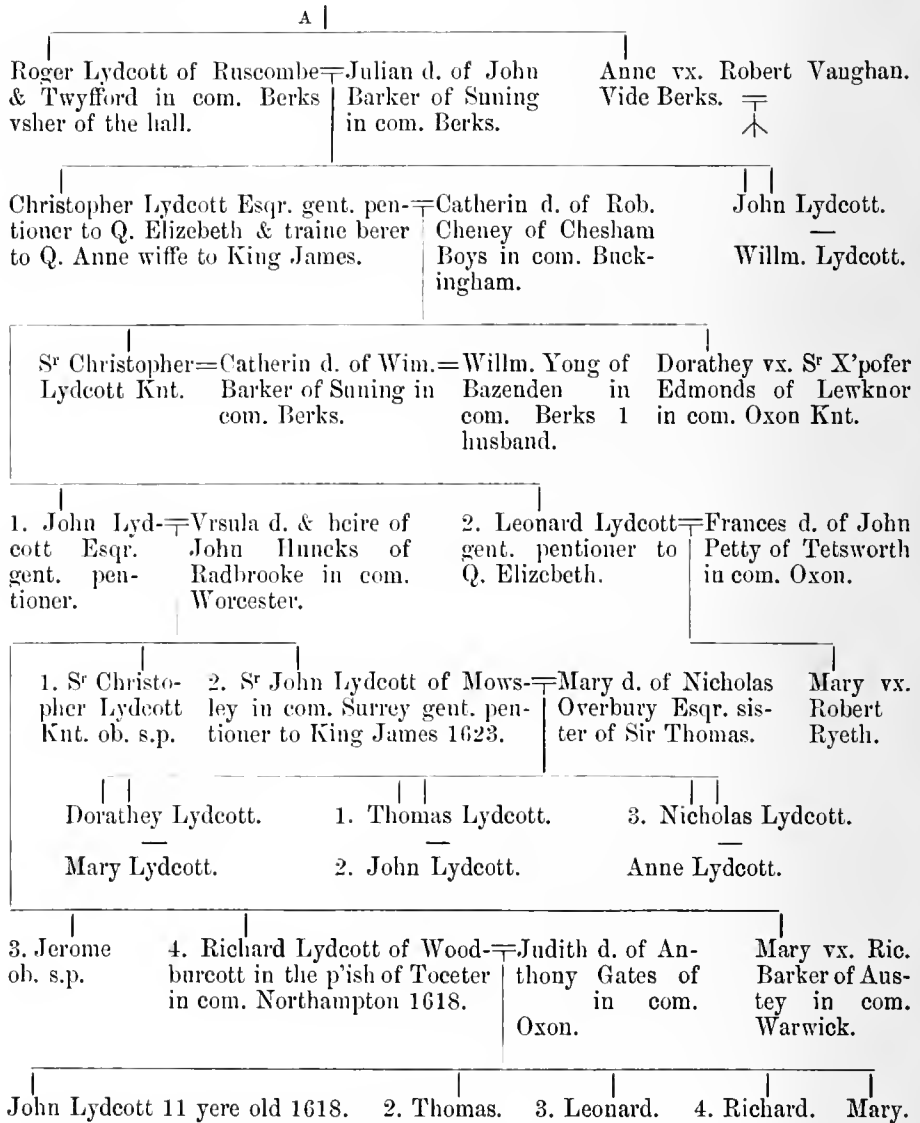 A
Roger Lydcott of Ruscombe
& Twyfford in com. Berks
vsher of the hall.
Julian d. of John
Barker of Suning
in com. Berks.
Anne vx. Robert Vaughan.
Vide Berks.
Christopher Lydcott Esqr. gent. pen-
tioner to Q. Elizebeth & traine berer
to Q. Anne wiffe to King James.
Catherin d. of Rob.
Cheney of Chesham
Boys in com. Buck-
ingham.
John Lydcott.
—
Willm. Lydcott.
Sʳ Christopher
Lydcott Knt.
Catherin d. of Wim.
Barker of Suning in
com. Berks.
Willm. Yong of
Bazenden in
com. Berks 1
husband.
Dorathey vx. Sʳ X'pofer
Edmonds of Lewknor
in com. Oxon Knt.
1. John Lyd-
cott Esqr.
gent. pen-
tioner.
Vrsula d. & heire of
John Huncks of
Radbrooke in com.
Worcester.
2. Leonard Lydcott
gent. pentioner to
Q. Elizebeth.
Frances d. of John
Petty of Tetsworth
in com. Oxon.
1. Sʳ Christo-
pher Lydcott
Knt. ob. s.p.
2. Sʳ John Lydcott of Mows-
ley in com. Surrey gent. pen-
tioner to King James 1623.
Mary d. of Nicholas
Overbury Esqr. sis-
ter of Sir Thomas.
Mary vx.
Robert
Ryeth.
Dorathey Lydcott.
—
Mary Lydcott.
1. Thomas Lydcott.
—
2. John Lydcott.
3. Nicholas Lydcott.
—
Anne Lydcott.
3. Jerome
ob. s.p.
4. Richard Lydcott of Wood-
burcott in the p'ish of Toceter
in com. Northampton 1618.
Judith d. of An-
thony Gates of
in com.
Oxon.
Mary vx. Ric.
Barker of Aus-
tey in com.
Warwick.
John Lydcott 11 yere old 1618.
2. Thomas.
3. Leonard.
4. Richard.
Mary.